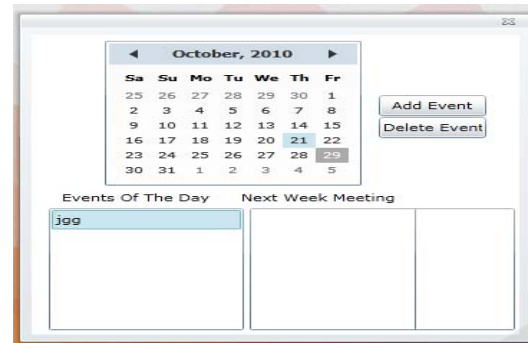 October, 2010
Sa Su Mo Tu We Th Fr
25 26 27 28 29 30 1
2 3 4 5 6 7 8
9 10 11 12 13 14 15
16 17 18 19 20 21 22
23 24 25 26 27 28 29
30 31 1 2 3 4 5
Add Event
Delete Event
Events Of The Day Next Week Meeting
jgg